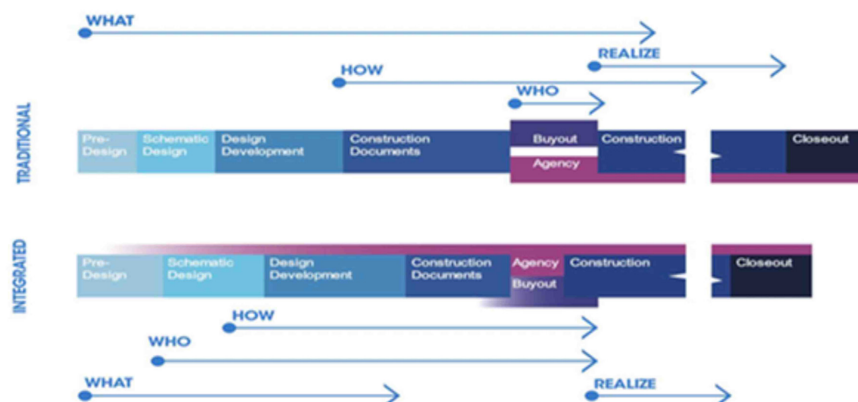 WHAT
REALIZE
HOW
WHO
TRADITIONAL
Pre-
Design
Schematic
Design
Design
Development
Construction
Documents
Buyout
Agency
Construction
Closeout
INTEGRATED
Pre-
Design
Schematic
Design
Design
Development
Construction
Documents
Agency
Buyout
Construction
Closeout
HOW
WHO
WHAT
REALIZE